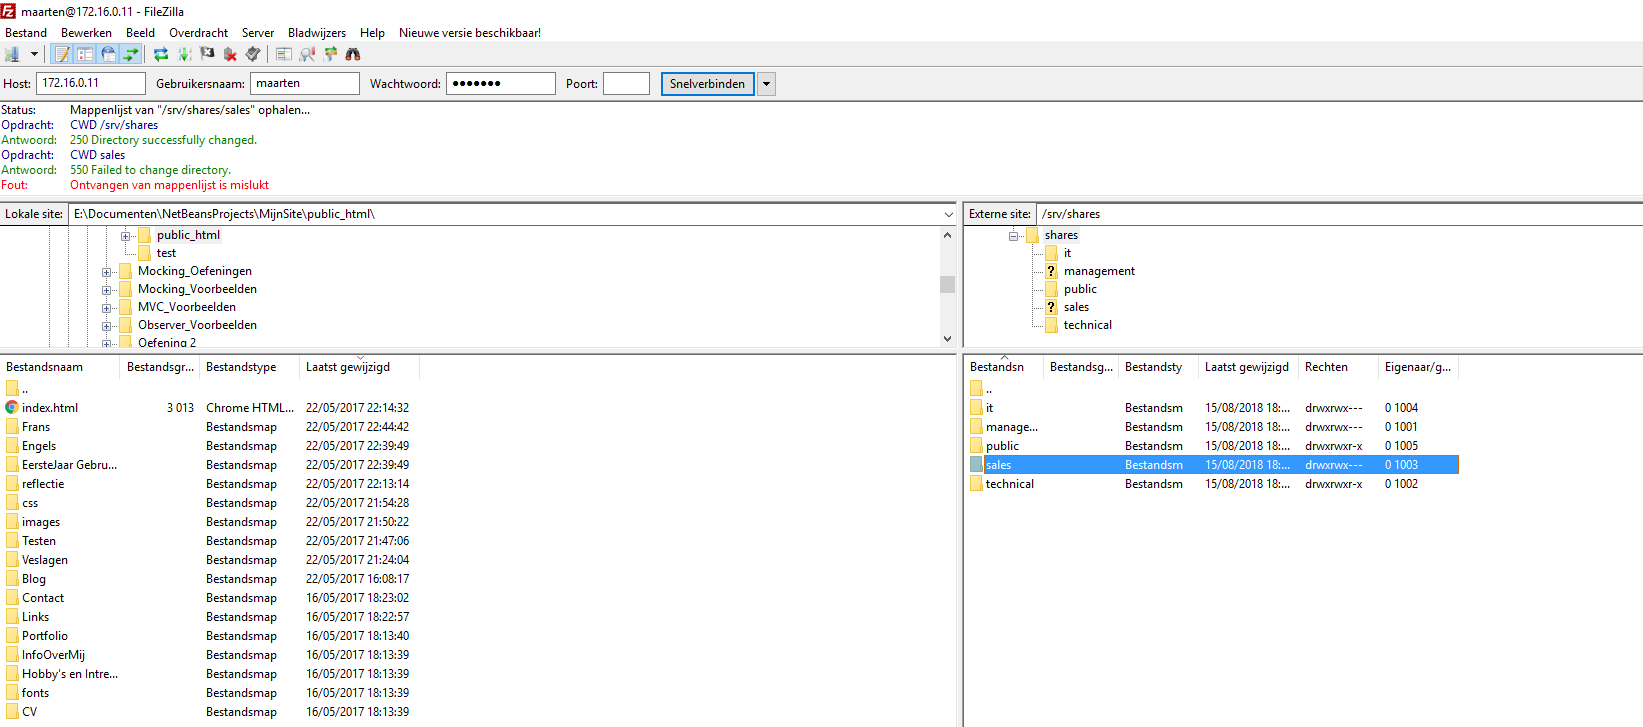 maarten@172.16.0.11 - FileZilla
Bestand Bewerken Beeld Overdracht Server Bladwijzers Help Nieuwe versie beschikbaar!
Host: 172.16.0.11 Gebruikersnaam: maarten Wachtwoord: ●●●●●●● Poort: Snelverbinden
Status: Mappenlijst van "/srv/shares/sales" ophalen...
Opdracht: CWD /srv/shares
Antwoord: 250 Directory successfully changed.
Opdracht: CWD sales
Antwoord: 550 Failed to change directory.
Fout: Ontvangen van mappenlijst is mislukt
Lokale site: E:\Documenten\NetBeansProjects\MijnSite\public_html\
public_html
test
Mocking_Oefeningen
Mocking_Voorbeelden
MVC_Voorbeelden
Observer_Voorbeelden
Oefening 2
Externe site: /srv/shares
shares
it
? management
public
? sales
technical
Bestandsnaam Bestandsgr... Bestandstype Laatst gewijzigd
..
index.html 3 013 Chrome HTML... 22/05/2017 22:14:32
Frans Bestandsmap 22/05/2017 22:44:42
Engels Bestandsmap 22/05/2017 22:39:49
EersteJaar Gebru... Bestandsmap 22/05/2017 22:39:49
reflectie Bestandsmap 22/05/2017 22:13:14
css Bestandsmap 22/05/2017 21:54:28
images Bestandsmap 22/05/2017 21:50:22
Testen Bestandsmap 22/05/2017 21:47:06
Veslagen Bestandsmap 22/05/2017 21:24:04
Blog Bestandsmap 22/05/2017 16:08:17
Contact Bestandsmap 16/05/2017 18:23:02
Links Bestandsmap 16/05/2017 18:22:57
Portfolio Bestandsmap 16/05/2017 18:13:40
InfoOverMij Bestandsmap 16/05/2017 18:13:39
Hobby's en Intre... Bestandsmap 16/05/2017 18:13:39
fonts Bestandsmap 16/05/2017 18:13:39
CV Bestandsmap 16/05/2017 18:13:39
Bestandsn Bestandsg... Bestandsty Laatst gewijzigd Rechten Eigenaar/g...
..
it Bestandsm 15/08/2018 18:... drwxrwx--- 0 1004
manage... Bestandsm 15/08/2018 18:... drwxrwx--- 0 1001
public Bestandsm 15/08/2018 18:... drwxrwxr-x 0 1005
sales Bestandsm 15/08/2018 18:... drwxrwx--- 0 1003
technical Bestandsm 15/08/2018 18:... drwxrwxr-x 0 1002